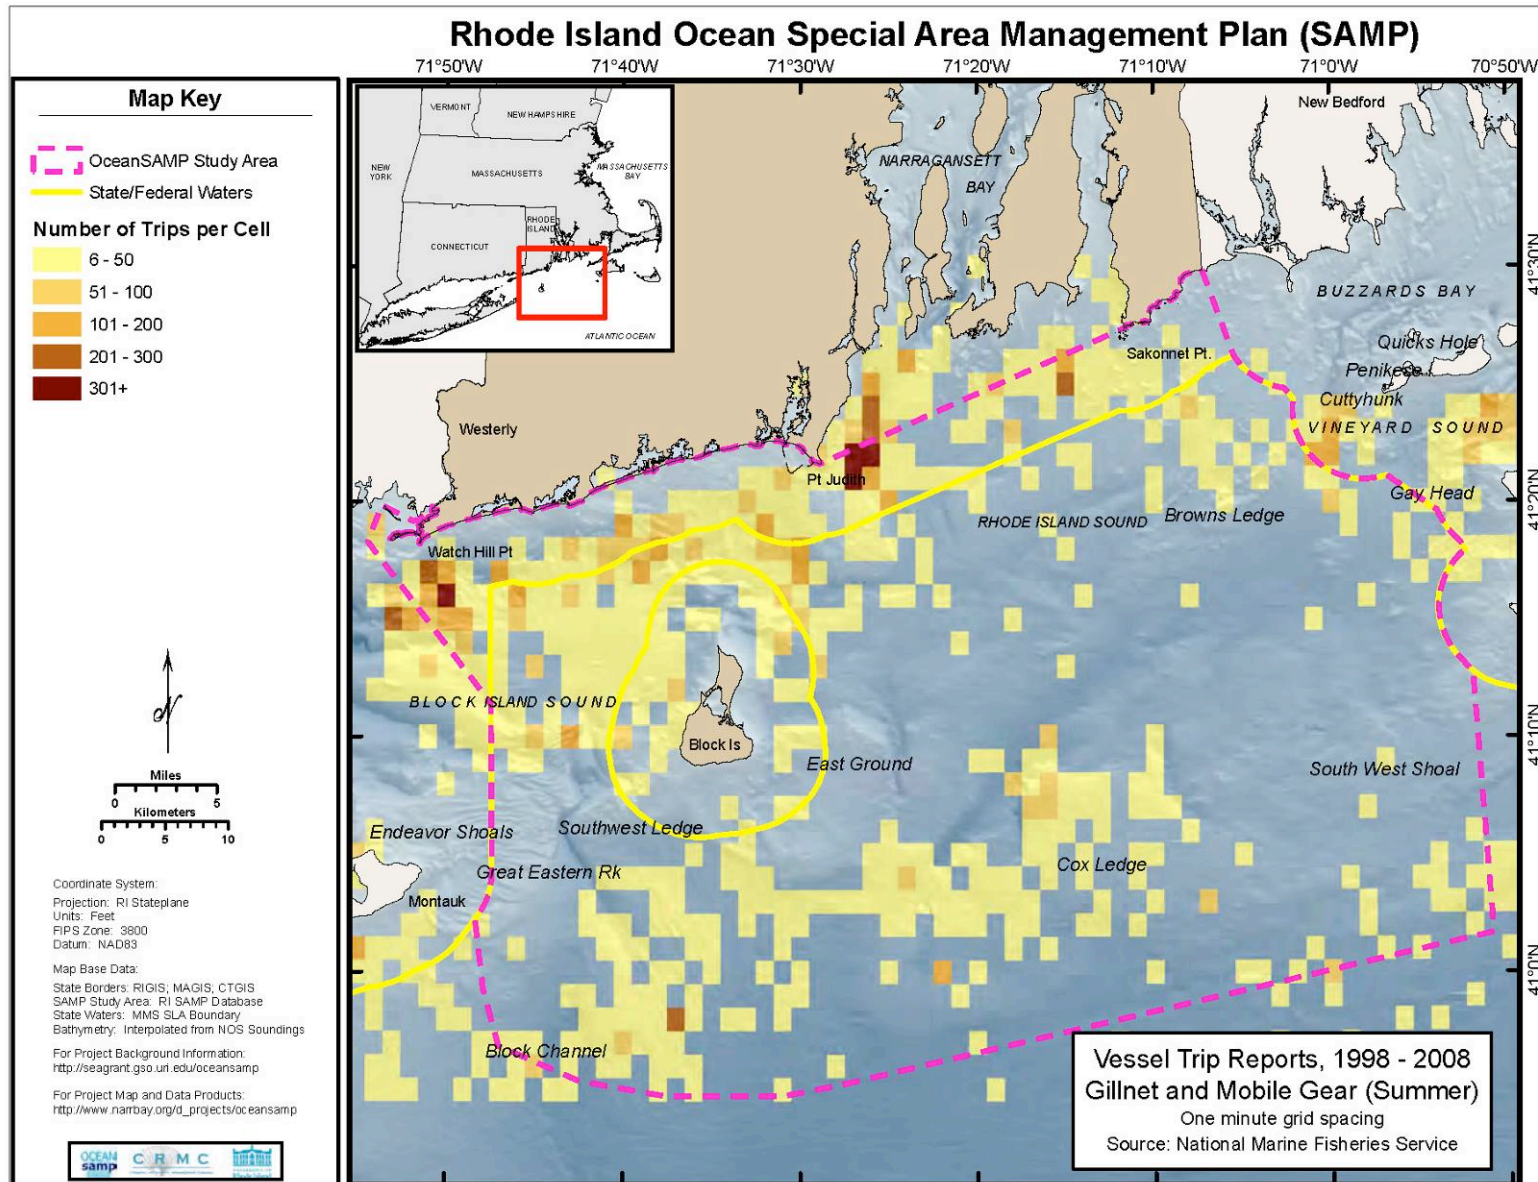 Rhode Island Ocean Special Area Management Plan (SAMP)
71°50'W 71°40'W 71°30'W 71°20'W 71°10'W 71°0'W 70°50'W
Map Key
OceanSAMP Study Area
State/Federal Waters
Number of Trips per Cell
6 - 50
51 - 100
101 - 200
201 - 300
301+
N
Miles
0 5
Kilometers
0 5 10
Coordinate System:
Projection: RI Stateplane
Units: Feet
FIPS Zone: 3800
Datum: NAD83
Map Base Data:
State Borders: RIGIS; MAGIS; CTGIS
SAMP Study Area: RI SAMP Database
State Waters: MMS SLA Boundary
Bathymetry: Interpolated from NOS Soundings
For Project Background Information:
http://seagrant.gso.uri.edu/oceansamp
For Project Map and Data Products:
http://www.narrbay.org/d_projects/oceansamp
OCEAN
samp
C R M C
VERMONT
NEW HAMPSHIRE
NEW
YORK
MASSACHUSETTS
MASSACHUSETTS
BAY
CONNECTICUT
RHODE
ISLAND
ATLANTIC OCEAN
New Bedford
NARRAGANSETT
BAY
BUZZARDS BAY
Quicks Hole
Penikese
Sakonnet Pt.
Cuttyhunk
VINEYARD SOUND
Westerly
Pt Judith
Gay Head
RHODE ISLAND SOUND
Browns Ledge
Watch Hill Pt
BLOCK ISLAND SOUND
Block Is
East Ground
South West Shoal
Endeavor Shoals
Southwest Ledge
Great Eastern Rk
Cox Ledge
Montauk
Block Channel
41°30'N
41°20'N
41°10'N
41°0'N
Vessel Trip Reports, 1998 - 2008
Gillnet and Mobile Gear (Summer)
One minute grid spacing
Source: National Marine Fisheries Service